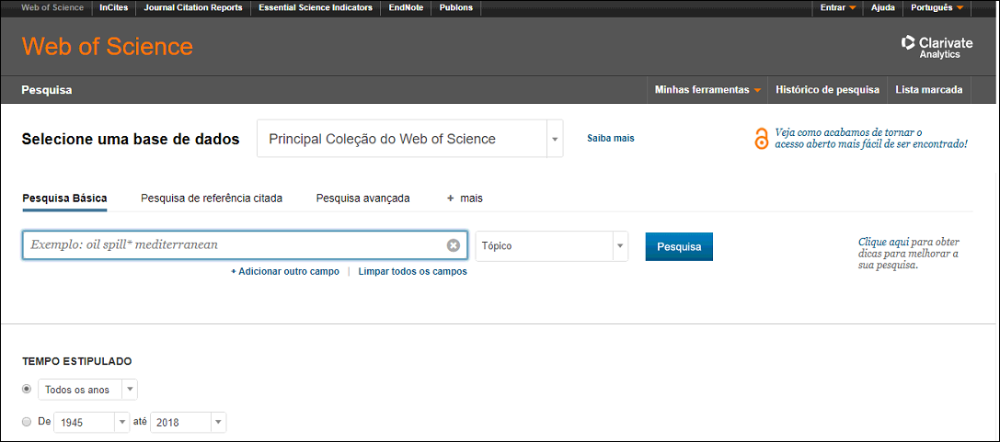 Web of Science InCites Journal Citation Reports Essential Science Indicators EndNote Publons Entrar Ajuda Português
Web of Science
Clarivate
Analytics
Pesquisa Minhas ferramentas Histórico de pesquisa Lista marcada
Selecione uma base de dados Principal Coleção do Web of Science Saiba mais
Veja como acabamos de tornar o
acesso aberto mais fácil de ser encontrado!
Pesquisa Básica Pesquisa de referência citada Pesquisa avançada + mais
Exemplo: oil spill* mediterranean Tópico Pesquisa
Clique aqui para obter
dicas para melhorar a
sua pesquisa.
+ Adicionar outro campo | Limpar todos os campos
TEMPO ESTIPULADO
Todos os anos
De 1945 até 2018